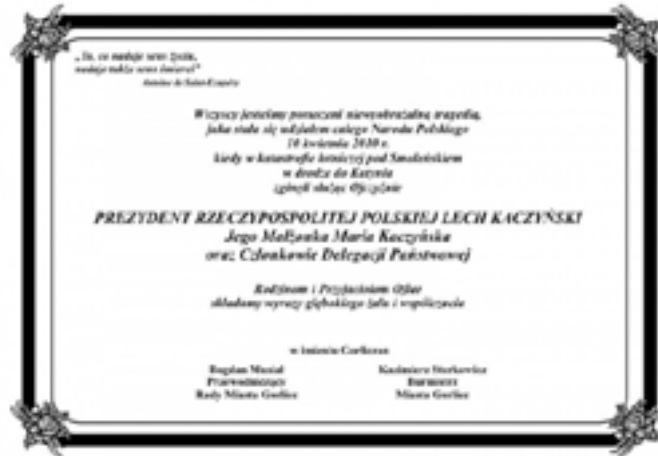 „To, co nadaje sens życiu,
nadaje także sens śmierci”
Antoine de Saint-Exupéry
Wszyscy jesteśmy poruszeni niewyobrażalną tragedią,
jaka stała się udziałem całego Narodu Polskiego
10 kwietnia 2010 r.
kiedy w katastrofie lotniczej pod Smoleńskiem
w drodze do Katynia
zginęli służąc Ojczyźnie
PREZYDENT RZECZYPOSPOLITEJ POLSKIEJ LECH KACZYŃSKI
Jego Małżonka Maria Kaczyńska
oraz Członkowie Delegacji Państwowej
Rodzinom i Przyjaciołom Ofiar
składamy wyrazy głębokiego żalu i współczucia
w imieniu Gorliczan
Bogdan Musiał
Kazimierz Sterkowicz
Przewodniczący
Burmistrz
Rady Miasta Gorlice
Miasta Gorlice